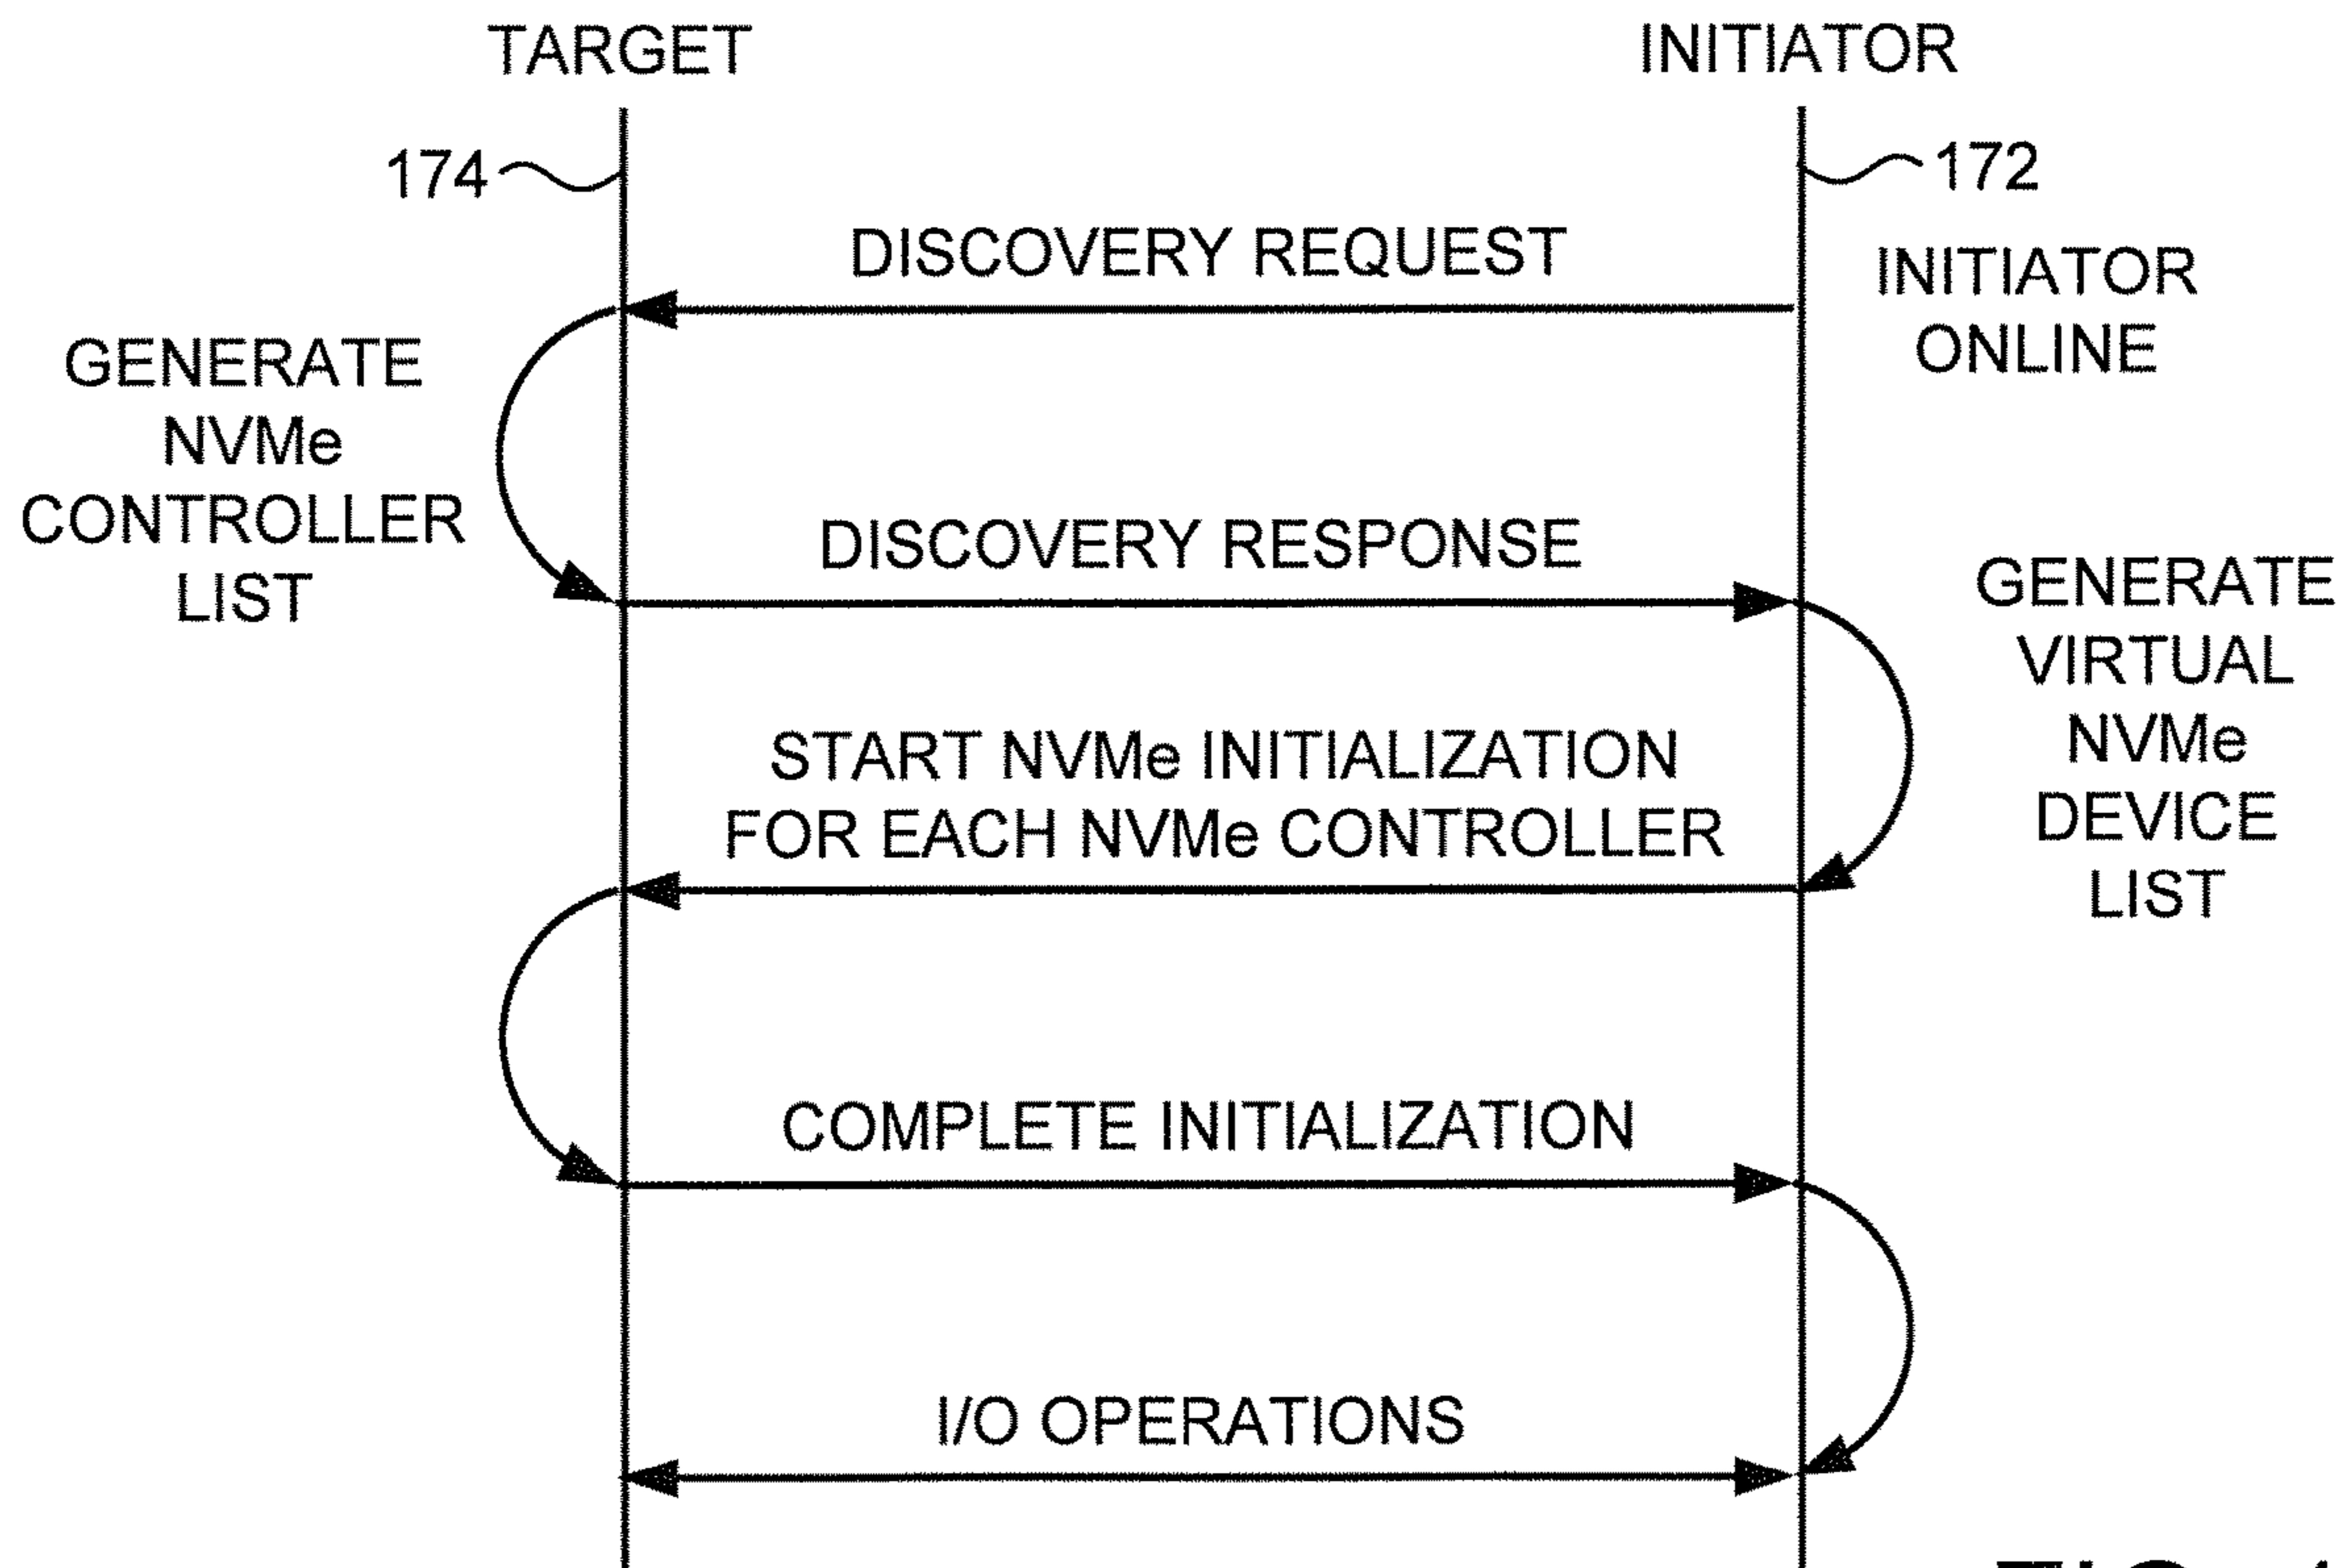 TARGET
INITIATOR
174
172
DISCOVERY REQUEST
INITIATOR
ONLINE
GENERATE
NVMe
CONTROLLER
LIST
DISCOVERY RESPONSE
GENERATE
VIRTUAL
NVMe
DEVICE
LIST
START NVMe INITIALIZATION
FOR EACH NVMe CONTROLLER
COMPLETE INITIALIZATION
I/O OPERATIONS